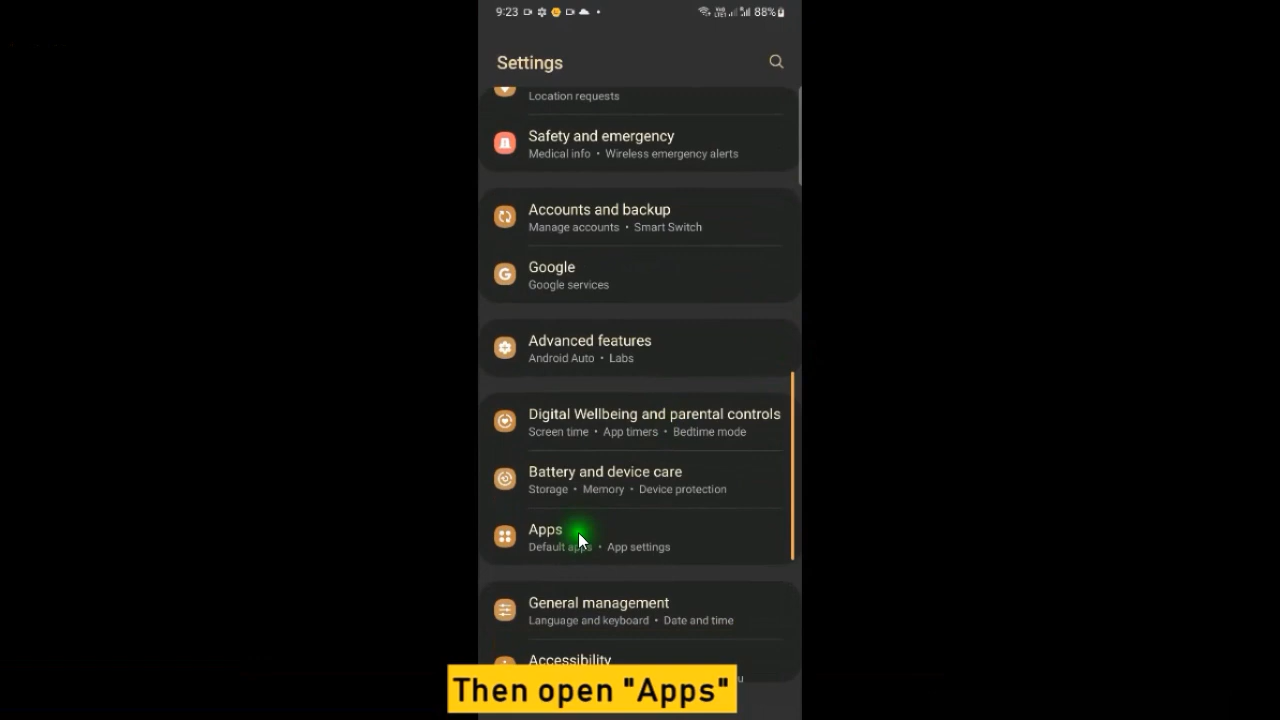 9:23
88%
Settings
Location requests
Safety and emergency
Medical info • Wireless emergency alerts
Accounts and backup
Manage accounts • Smart Switch
Google
Google services
Advanced features
Android Auto • Labs
Digital Wellbeing and parental controls
Screen time • App timers • Bedtime mode
Battery and device care
Storage • Memory • Device protection
Apps
Default apps • App settings
General management
Language and keyboard • Date and time
Accessibility
Then open "Apps"